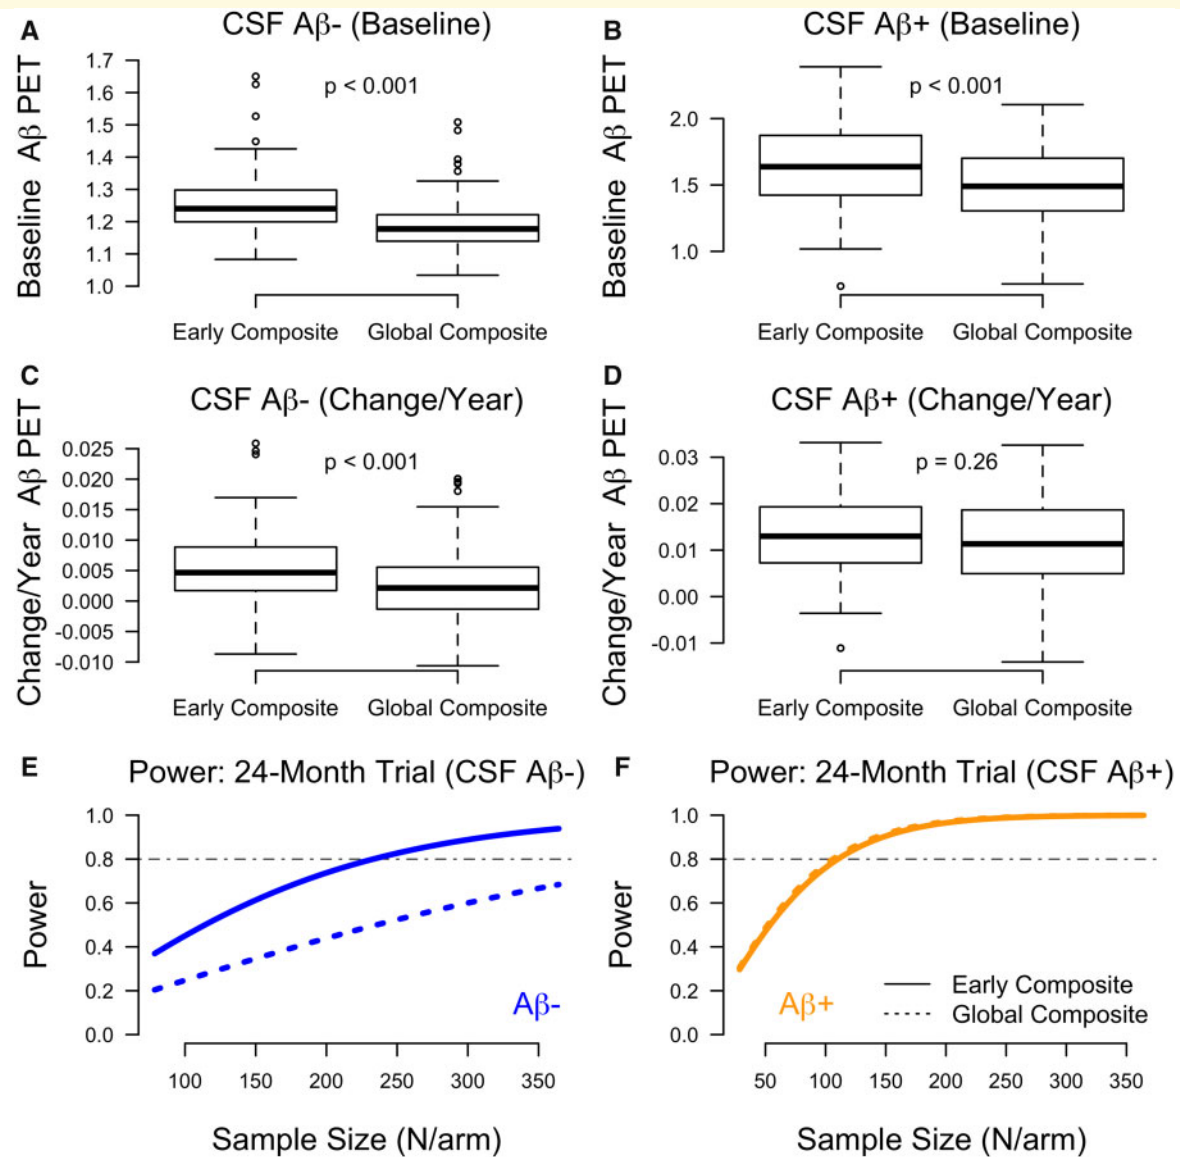 A
CSF Aβ- (Baseline)
Baseline Aβ PET
1.7
1.6
1.5
1.4
1.3
1.2
1.1
1.0
p < 0.001
Early Composite
Global Composite
B
CSF Aβ+ (Baseline)
Baseline Aβ PET
2.0
1.5
1.0
p < 0.001
Early Composite
Global Composite
C
CSF Aβ- (Change/Year)
Change/Year Aβ PET
0.025
0.020
0.015
0.010
0.005
0.000
-0.005
-0.010
p < 0.001
Early Composite
Global Composite
D
CSF Aβ+ (Change/Year)
Change/Year Aβ PET
0.03
0.02
0.01
0.00
-0.01
p = 0.26
Early Composite
Global Composite
E
Power: 24-Month Trial (CSF Aβ-)
Power
1.0
0.8
0.6
0.4
0.2
0.0
Aβ-
100 150 200 250 300 350
Sample Size (N/arm)
F
Power: 24-Month Trial (CSF Aβ+)
Power
1.0
0.8
0.6
0.4
0.2
0.0
Aβ+
Early Composite
Global Composite
50 100 150 200 250 300 350
Sample Size (N/arm)